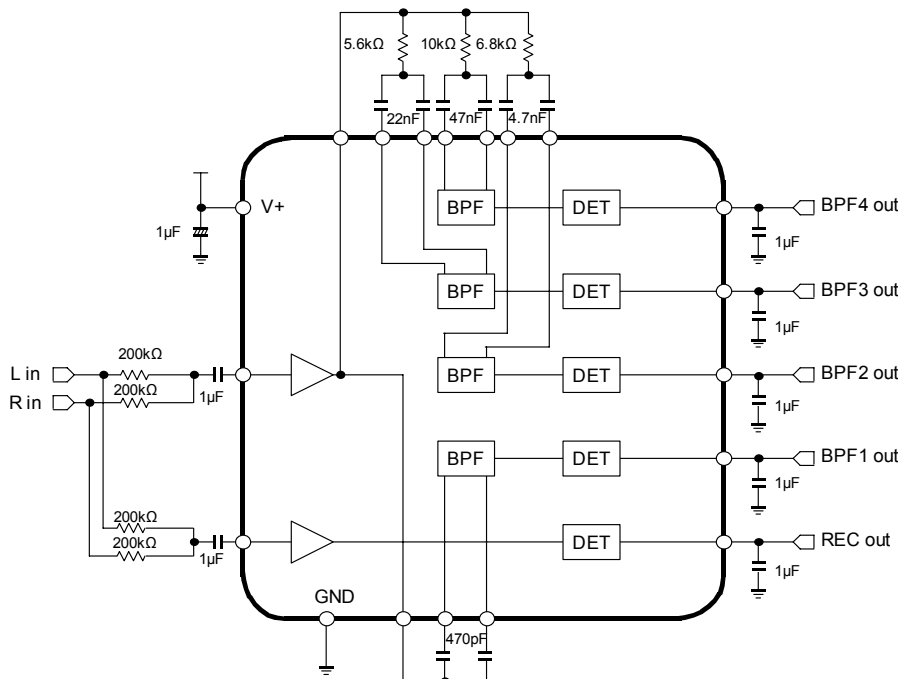 5.6kΩ 10kΩ 6.8kΩ
22nF 47nF 4.7nF
V+
1µF
BPF DET BPF4 out
1µF
BPF DET BPF3 out
1µF
200kΩ
L in
BPF DET BPF2 out
R in 200kΩ 1µF
1µF
BPF DET BPF1 out
1µF
200kΩ
200kΩ 1µF
DET REC out
1µF
GND
470pF